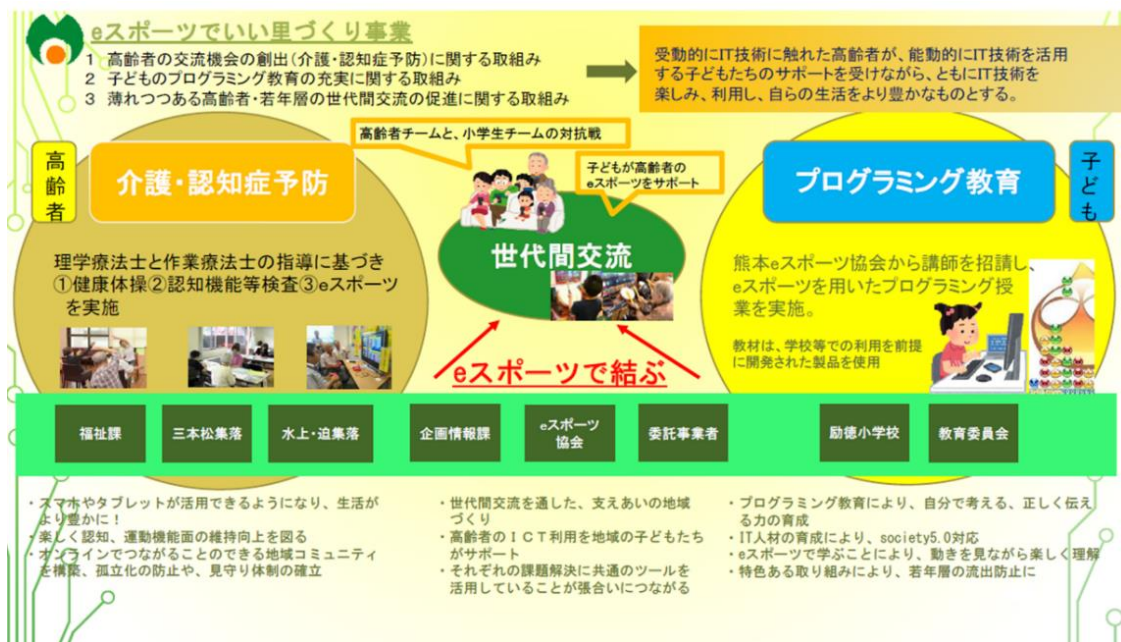 eスポーツでいい里づくり事業
1 高齢者の交流機会の創出(介護・認知症予防)に関する取組み
2 子どものプログラミング教育の充実に関する取組み
3 薄れつつある高齢者・若年層の世代間交流の促進に関する取組み
受動的にIT技術に触れた高齢者が、能動的にIT技術を活用
する子どもたちのサポートを受けながら、ともにIT技術を
楽しみ、利用し、自らの生活をより豊かなものとする。
高齢者チームと、小学生チームの対抗戦
子どもが高齢者の
eスポーツをサポート
高齢者
介護・認知症予防
理学療法士と作業療法士の指導に基づき
①健康体操②認知機能等検査③eスポーツ
を実施
世代間交流
eスポーツで結ぶ
プログラミング教育
子ども
熊本eスポーツ協会から講師を招請し、
eスポーツを用いたプログラミング授
業を実施。
教材は、学校等での利用を前提
に開発された製品を使用
福祉課
三本松集落
水上・迫集落
企画情報課
eスポーツ
協会
委託事業者
励徳小学校
教育委員会
・スマホやタブレットが活用できるようになり、生活が
より豊かに！
・楽しく認知、運動機能面の維持向上を図る
・オンラインでつながることのできる地域コミュニティ
を構築、孤立化の防止や、見守り体制の確立
・世代間交流を通した、支えあいの地域
づくり
・高齢者のＩＣＴ利用を地域の子どもたち
がサポート
・それぞれの課題解決に共通のツールを
活用していることが張合いにつながる
・プログラミング教育により、自分で考える、正しく伝え
る力の育成
・IT人材の育成により、society5.0対応
・eスポーツで学ぶことにより、動きを見ながら楽しく理解
・特色ある取り組みにより、若年層の流出防止に